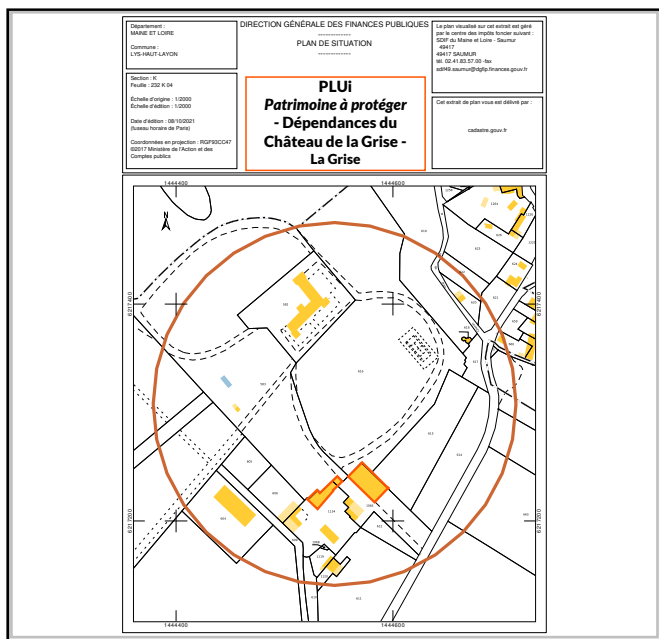 Département :
MAINE ET LOIRE
Commune :
LYS-HAUT-LAYON
Section : K
Feuille : 232 K 04
Échelle d'origine : 1/2000
Échelle d'édition : 1/2000
Date d'édition : 08/10/2021
(fuseau horaire de Paris)
Coordonnées en projection : RGF93CC47
©2017 Ministère de l'Action et des
Comptes publics
DIRECTION GÉNÉRALE DES FINANCES PUBLIQUES
-------------
PLAN DE SITUATION
-------------
PLUi
Patrimoine à protéger
- Dépendances du
Château de la Grise -
La Grise
Le plan visualisé sur cet extrait est géré
par le centre des impôts foncier suivant :
SDIF du Maine et Loire - Saumur
49417
49417 SAUMUR
tél. 02.41.83.57.00 -fax
sdif49.saumur@dgfip.finances.gouv.fr
Cet extrait de plan vous est délivré par :
cadastre.gouv.fr
1444400
1444600
6217400
6217400
N
6217200
6217200
1444400
1444600